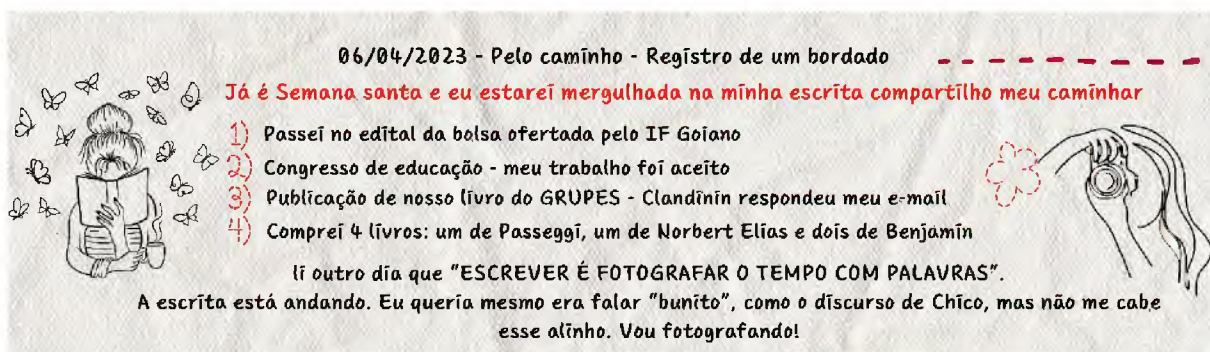 06/04/2023 - Pelo caminho - Registro de um bordado
Já é Semana santa e eu estarei mergulhada na minha escrita compartilho meu caminhar
1) Passei no edital da bolsa ofertada pelo IF Goiano
2) Congresso de educação - meu trabalho foi aceito
3) Publicação de nosso livro do GRUPES - Clandinin respondeu meu e-mail
4) Comprei 4 livros: um de Passeggi, um de Norbert Elias e dois de Benjamin
li outro dia que "ESCREVER É FOTOGRAFAR O TEMPO COM PALAVRAS".
A escrita está andando. Eu queria mesmo era falar "bunito", como o discurso de Chico, mas não me cabe
esse alinho. Vou fotografando!